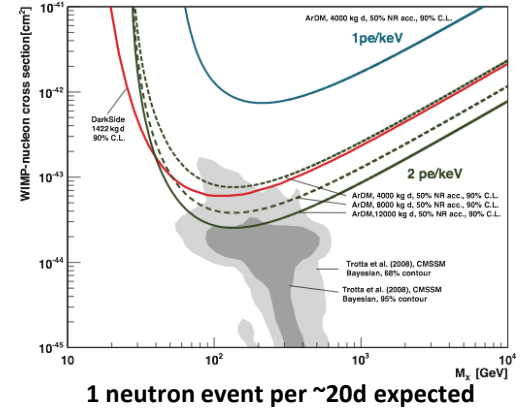 10-41
ArDM, 4000 kg d, 50% NR acc., 90% C.L.
1pe/keV
WIMP-nucleon cross section[cm2]
10-42
DarkSide
1422 kg d
90% C.L.
10-43
2 pe/keV
ArDM, 4000 kg d, 50% NR acc., 90% C.L.
ArDM, 8000 kg d, 50% NR acc., 90% C.L.
ArDM,12000 kg d, 50% NR acc., 90% C.L.
10-44
Trotta et al. (2008), CMSSM
Bayesian, 68% contour
Trotta et al. (2008), CMSSM
Bayesian, 95% contour
10-45
10
102
103
104
Mχ [GeV]
1 neutron event per ~20d expected